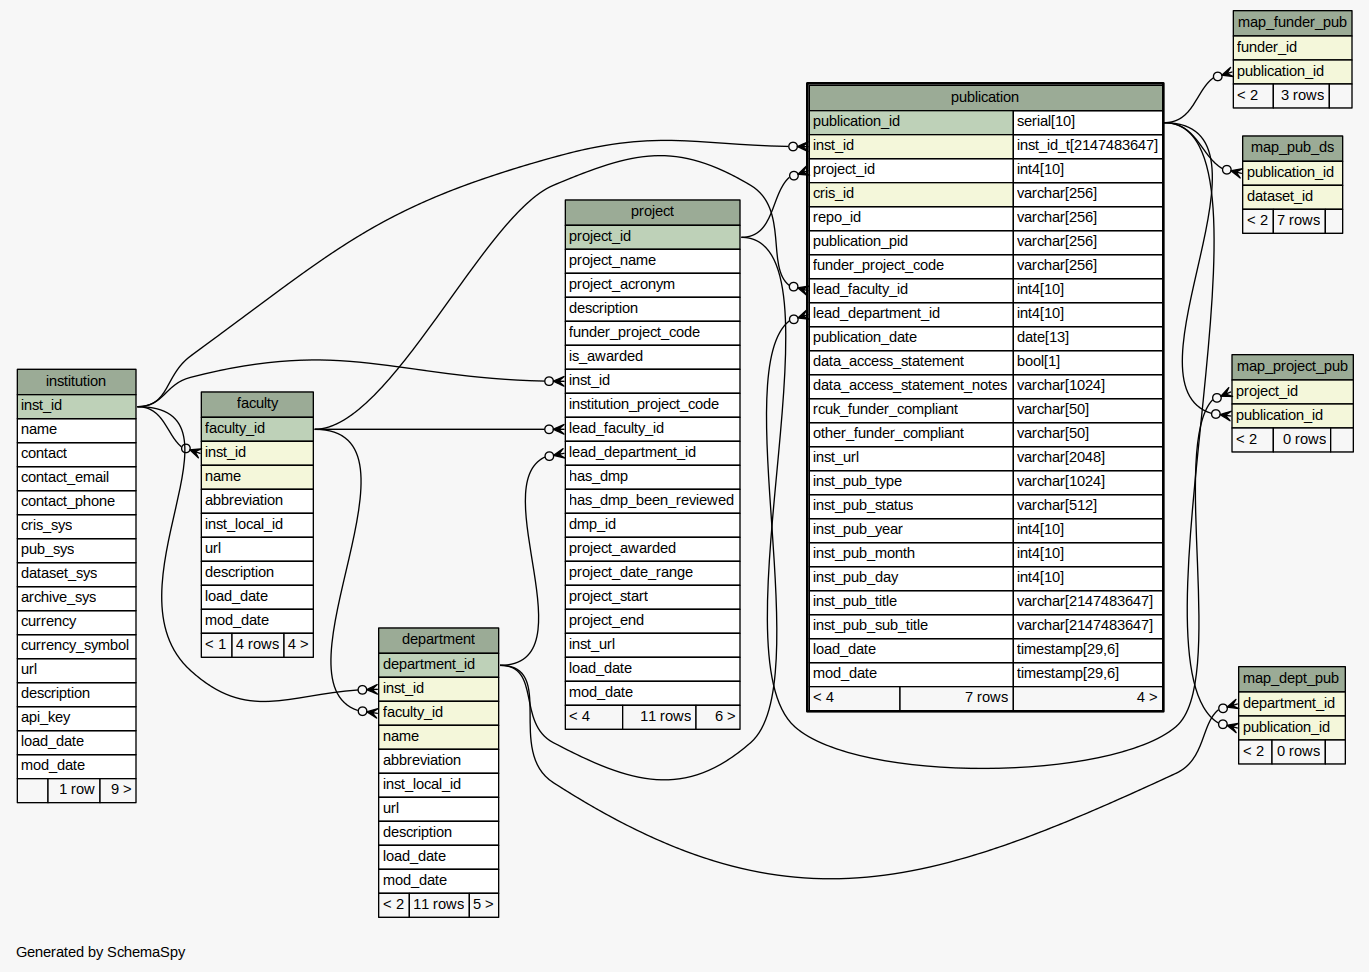 map_funder_pub
funder_id
publication_id
< 2 3 rows
publication
publication_id serial[10]
inst_id inst_id_t[2147483647]
project_id int4[10]
cris_id varchar[256]
repo_id varchar[256]
publication_pid varchar[256]
funder_project_code varchar[256]
lead_faculty_id int4[10]
lead_department_id int4[10]
publication_date date[13]
data_access_statement bool[1]
data_access_statement_notes varchar[1024]
rcuk_funder_compliant varchar[50]
other_funder_compliant varchar[50]
inst_url varchar[2048]
inst_pub_type varchar[1024]
inst_pub_status varchar[512]
inst_pub_year int4[10]
inst_pub_month int4[10]
inst_pub_day int4[10]
inst_pub_title varchar[2147483647]
inst_pub_sub_title varchar[2147483647]
load_date timestamp[29,6]
mod_date timestamp[29,6]
< 4 7 rows 4 >
map_pub_ds
publication_id
dataset_id
< 2 7 rows
project
project_id
project_name
project_acronym
description
funder_project_code
is_awarded
inst_id
institution_project_code
lead_faculty_id
lead_department_id
has_dmp
has_dmp_been_reviewed
dmp_id
project_awarded
project_date_range
project_start
project_end
inst_url
load_date
mod_date
< 4 11 rows 6 >
map_project_pub
project_id
publication_id
< 2 0 rows
institution
inst_id
name
contact
contact_email
contact_phone
cris_sys
pub_sys
dataset_sys
archive_sys
currency
currency_symbol
url
description
api_key
load_date
mod_date
1 row 9 >
faculty
faculty_id
inst_id
name
abbreviation
inst_local_id
url
description
load_date
mod_date
< 1 4 rows 4 >
department
department_id
inst_id
faculty_id
name
abbreviation
inst_local_id
url
description
load_date
mod_date
< 2 11 rows 5 >
map_dept_pub
department_id
publication_id
< 2 0 rows
Generated by SchemaSpy